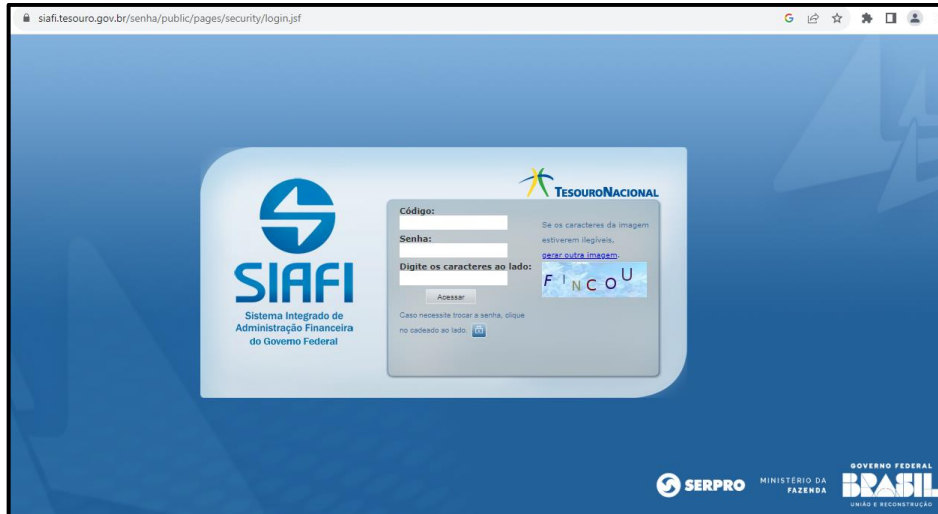 siafi.tesouro.gov.br/senha/public/pages/security/login.jsf
TESOURONACIONAL
SIAFI
Sistema Integrado de
Administração Financeira
do Governo Federal
Código:
Senha:
Digite os caracteres ao lado:
Acessar
Caso necessite trocar a senha, clique
no cadeado ao lado.
Se os caracteres da imagem
estiverem ilegíveis,
gerar outra imagem.
FINCOU
SERPRO
MINISTÉRIO DA
FAZENDA
GOVERNO FEDERAL
BRASIL
UNIÃO E RECONSTRUÇÃO